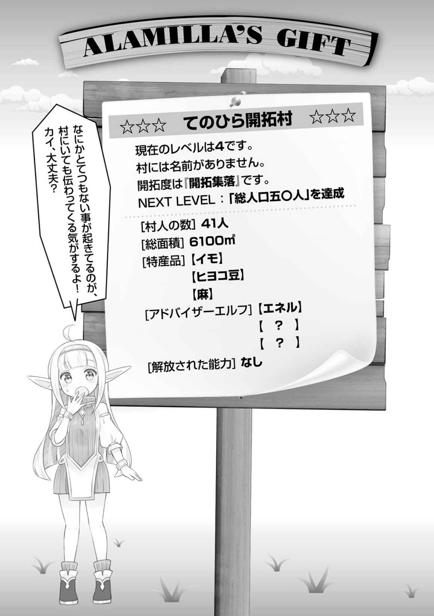 ALAMILLA'S GIFT
☆☆☆ てのひら開拓村 ☆☆☆
現在のレベルは4です。
村には名前がありません。
開拓度は『開拓集落』です。
NEXT LEVEL：「総人口五〇人」を達成
［村人の数］41人
［総面積］6100㎡
［特産品］【イモ】
【ヒヨコ豆】
【麻】
［アドバイザーエルフ］【エネル】
【　？　】
【　？　】
［解放された能力］なし
なにかとてつもない事が起きてるのが、
村にいても伝わってくる気がするよ！
カイ、大丈夫？